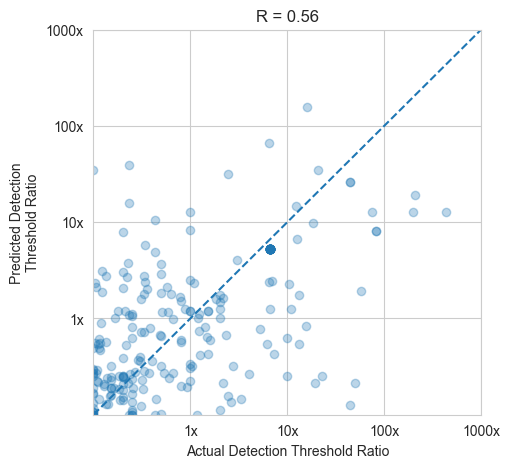 R = 0.56
1000x
100x
10x
1x
Predicted Detection
Threshold Ratio
1x
10x
100x
1000x
Actual Detection Threshold Ratio